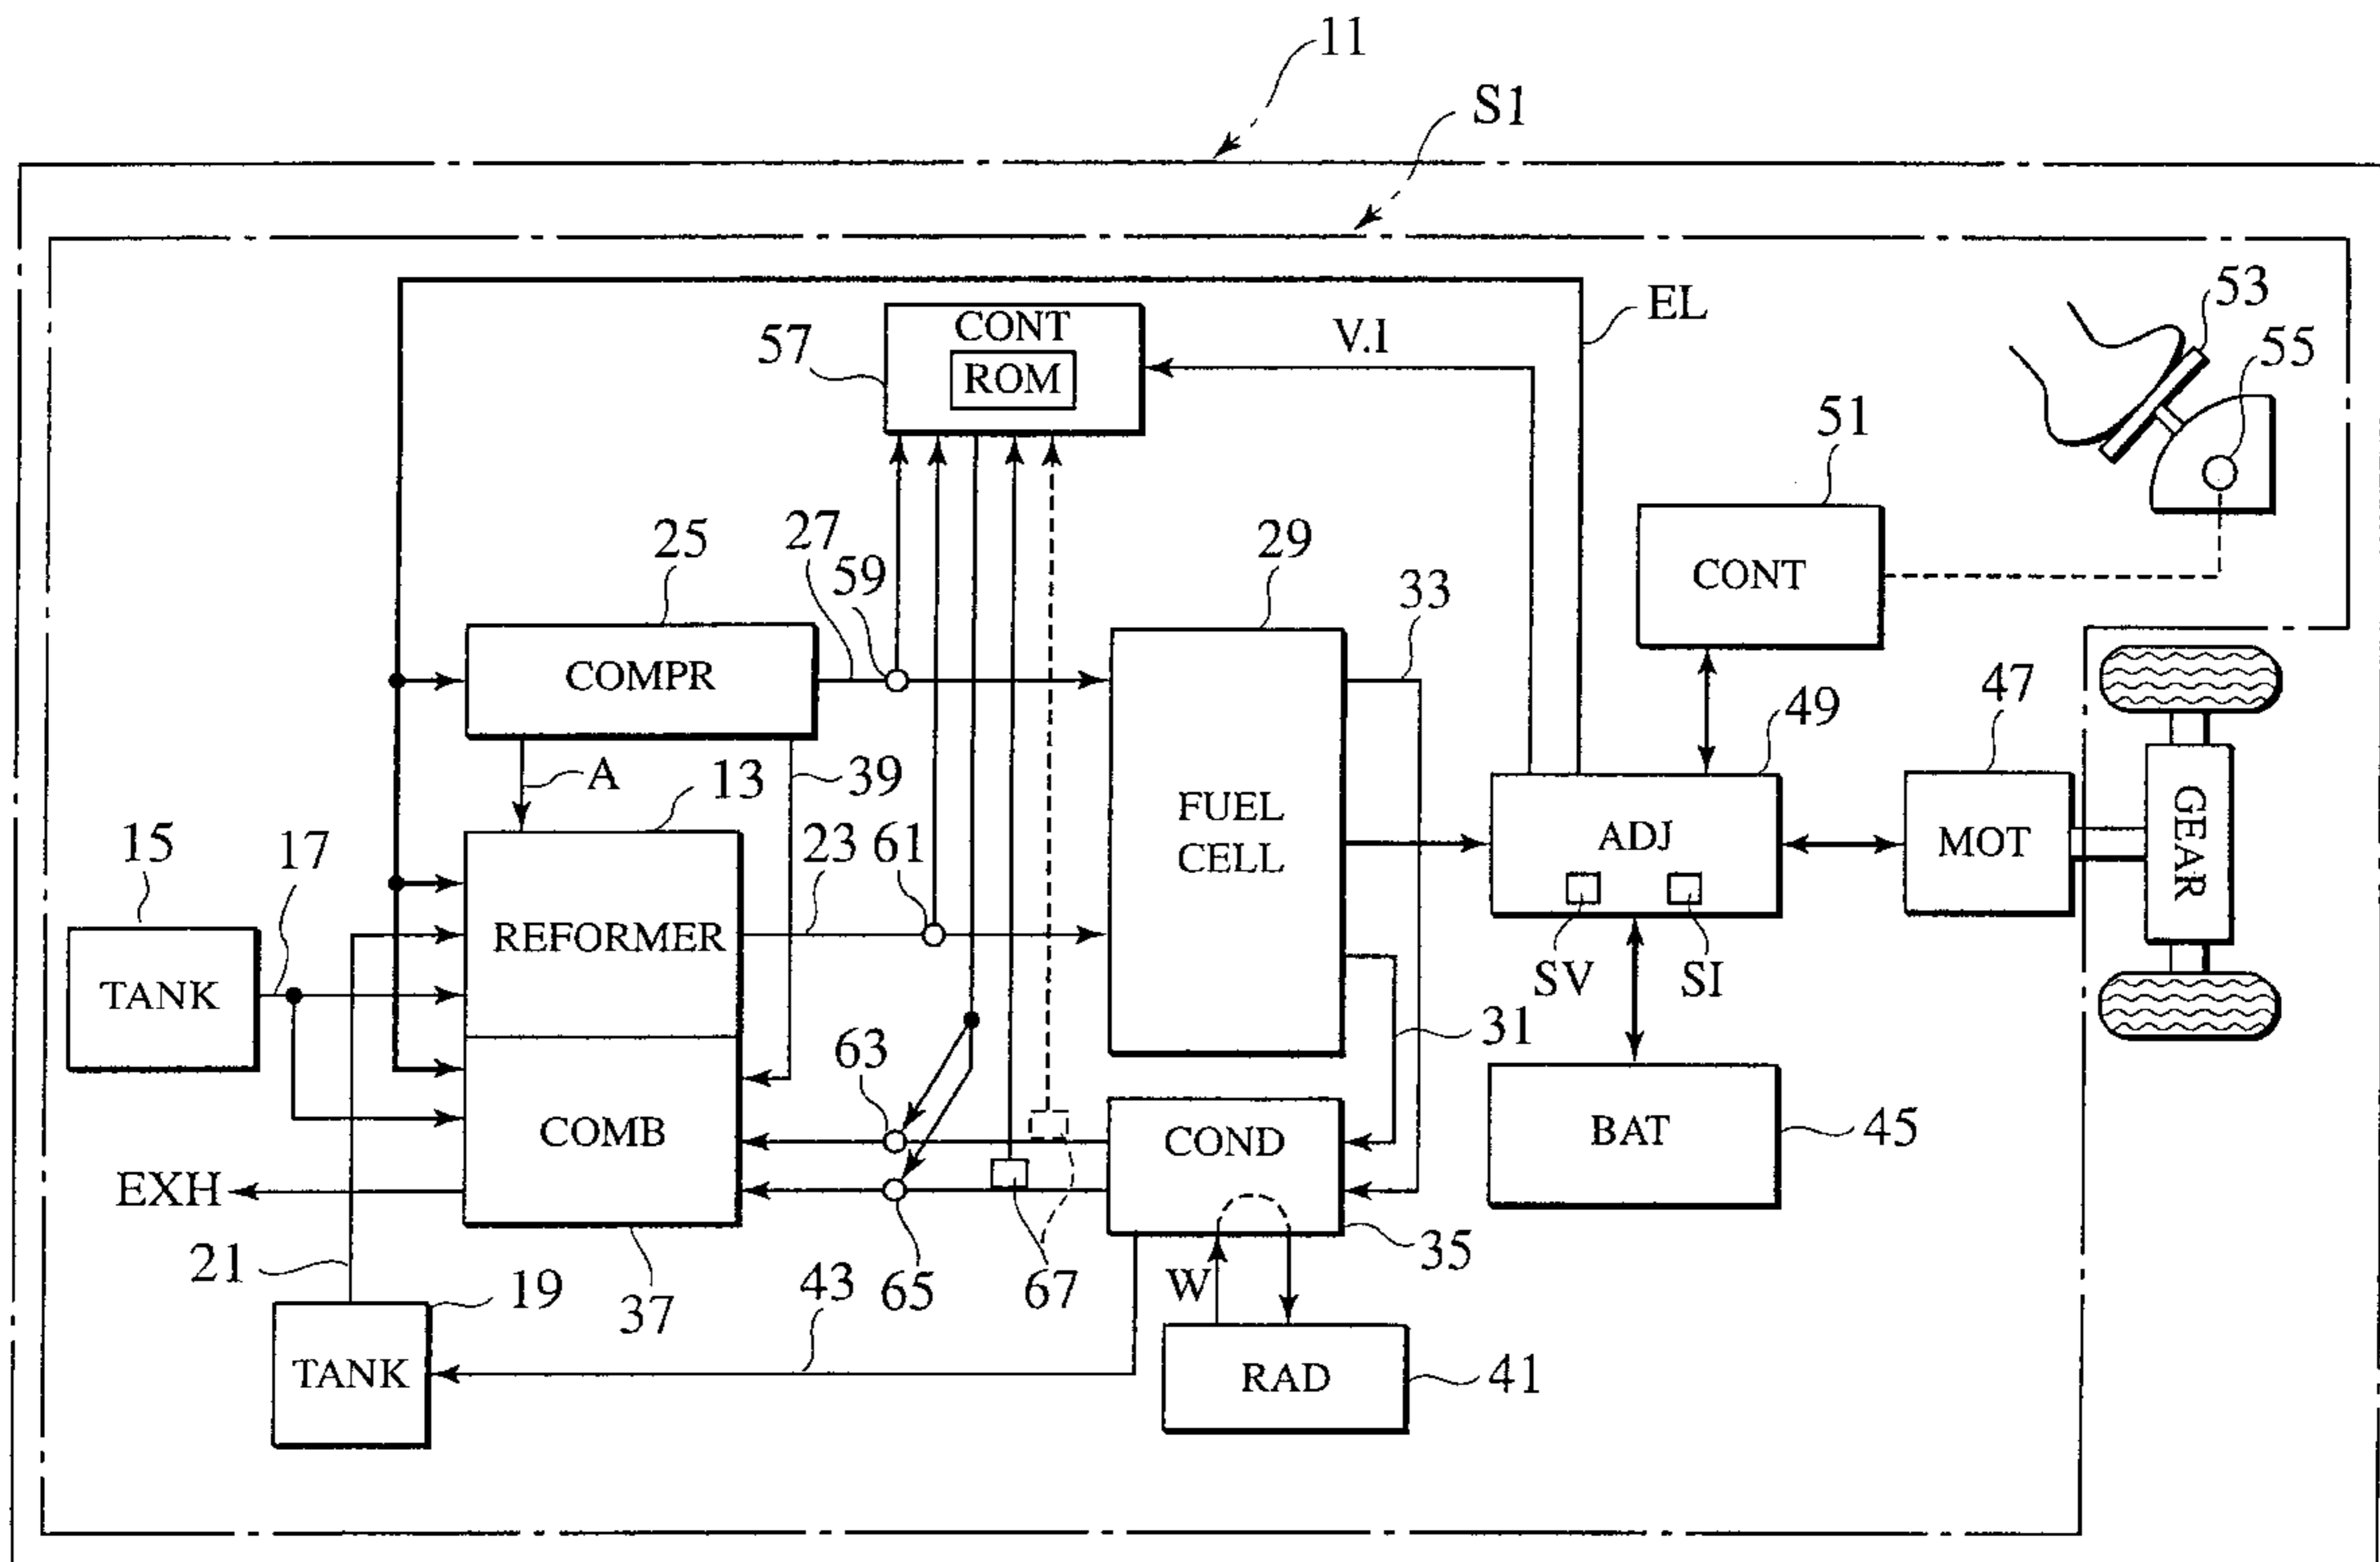 11
S1
53
EL
CONT
ROM
57
V.I
55
51
25
27
59
29
33
CONT
COMPR
47
49
A
13
39
FUEL
CELL
ADJ
MOT
GEAR
15
17
23
61
REFORMER
TANK
SV
SI
31
63
COMB
COND
BAT
45
EXH
21
19
37
43
65
67
W
35
TANK
RAD
41